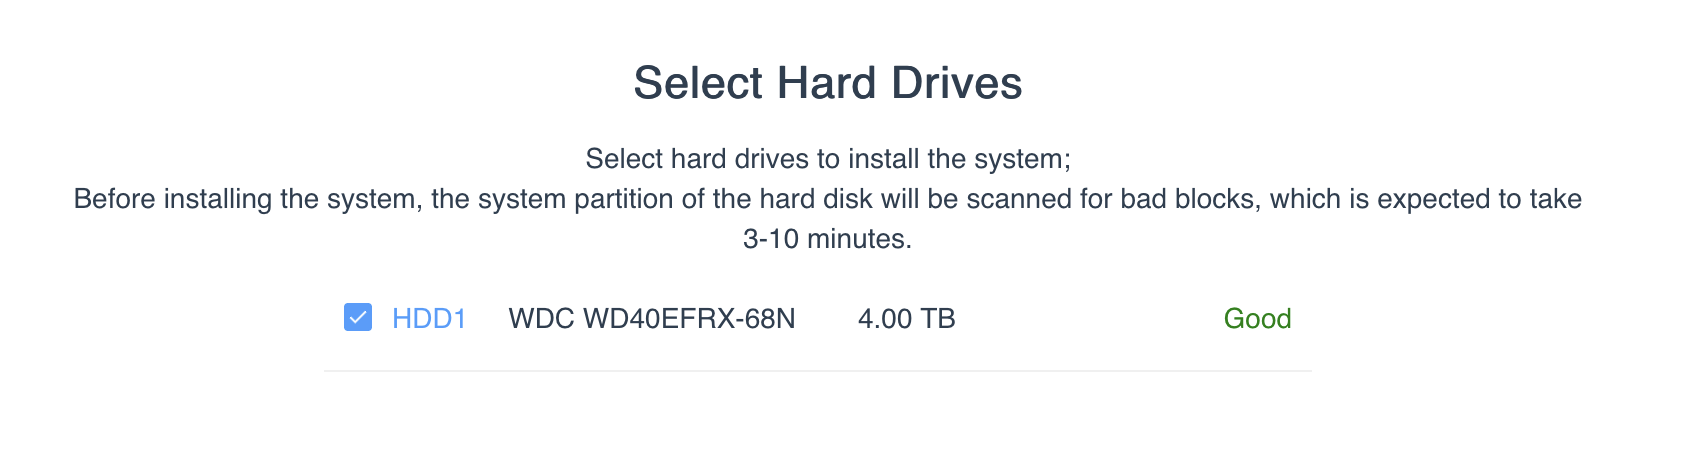 Select Hard Drives
Select hard drives to install the system;
Before installing the system, the system partition of the hard disk will be scanned for bad blocks, which is expected to take
3-10 minutes.
HDD1 WDC WD40EFRX-68N 4.00 TB Good